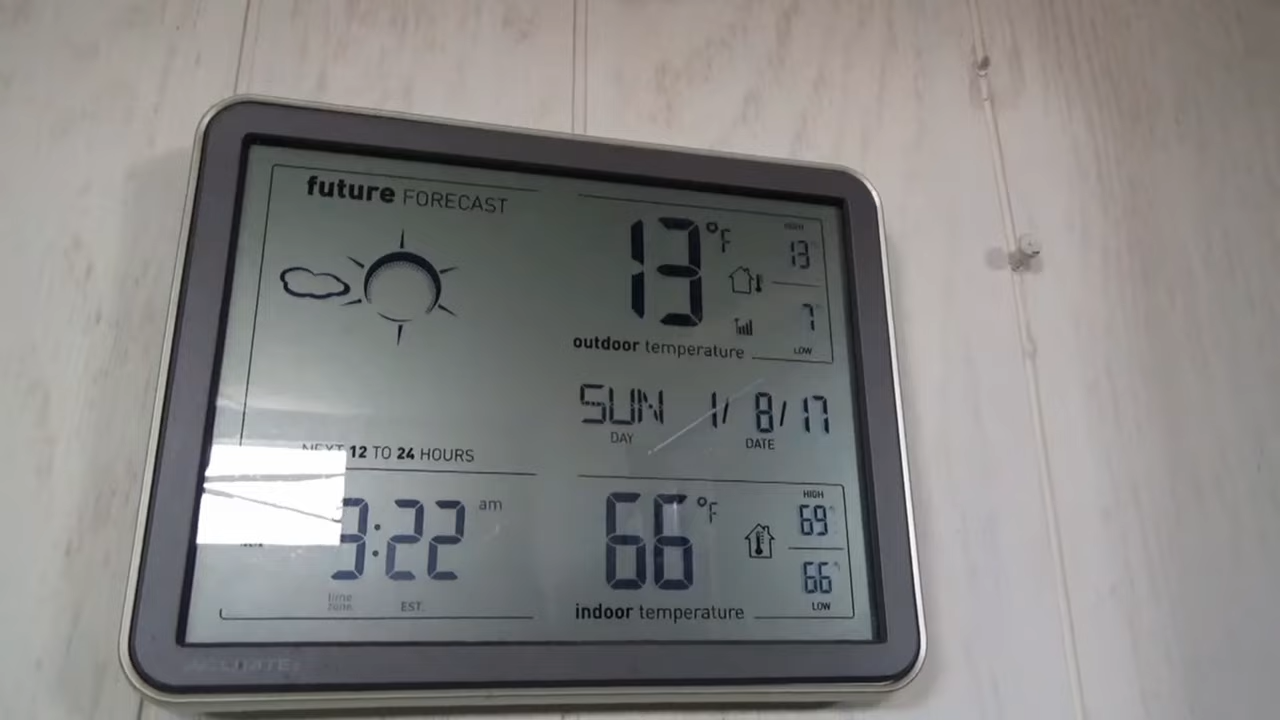 future FORECAST
NEXT 12 TO 24 HOURS
13 °F
HIGH
13
7
LOW
outdoor temperature
SUN 1/ 8/17
DAY DATE
:22 am
time
zone.
EST.
66 °F
HIGH
69
66
LOW
indoor temperature